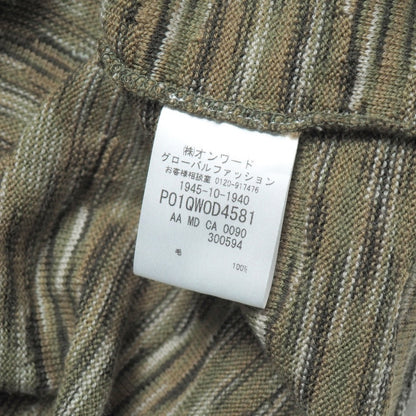 ㈱オンワード
グローバルファッション
お客様相談室 0120-917476
1945-10-1940
P01QWOD4581
AA MD CA 0090
300594
毛 100%